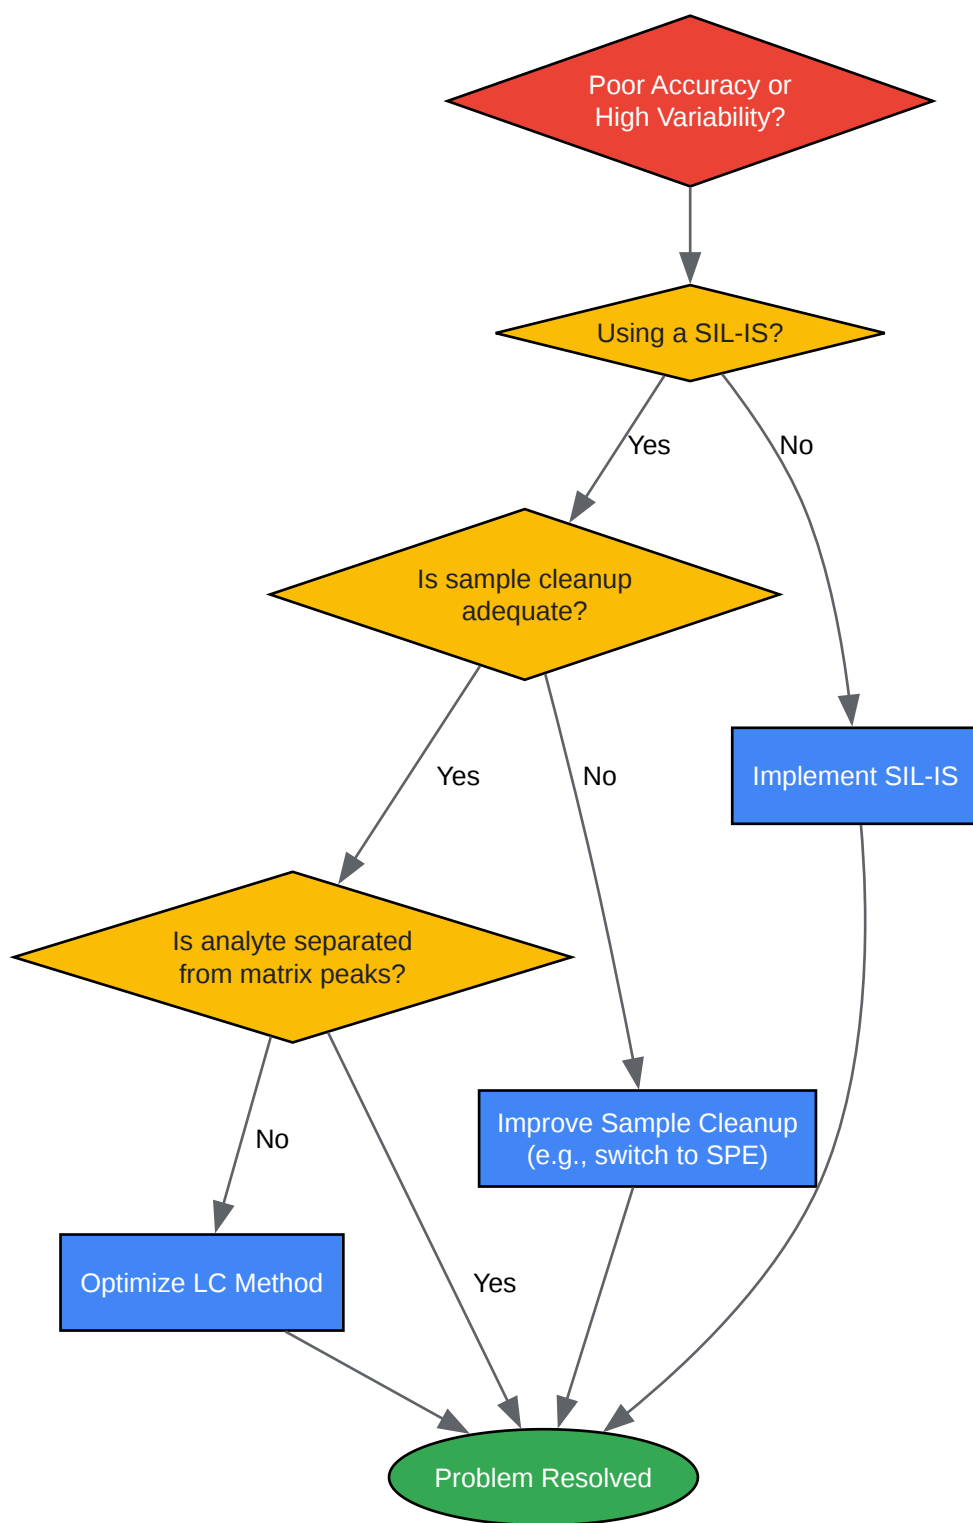 Poor Accuracy or
High Variability?
Using a SIL-IS?
Yes
No
Is sample cleanup
adequate?
Yes
No
Implement SIL-IS
Is analyte separated
from matrix peaks?
No
Yes
Improve Sample Cleanup
(e.g., switch to SPE)
Optimize LC Method
Problem Resolved